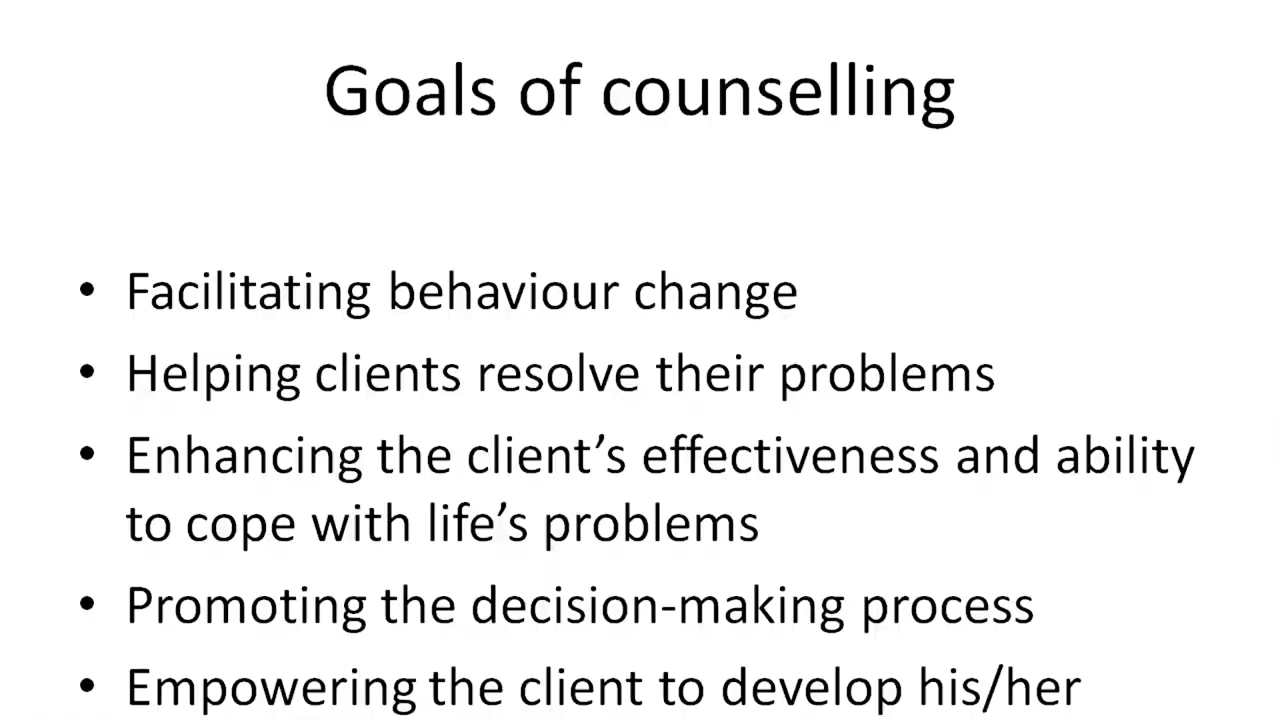 Goals of counselling
• Facilitating behaviour change
• Helping clients resolve their problems
• Enhancing the client’s effectiveness and ability
to cope with life’s problems
• Promoting the decision-making process
• Empowering the client to develop his/her